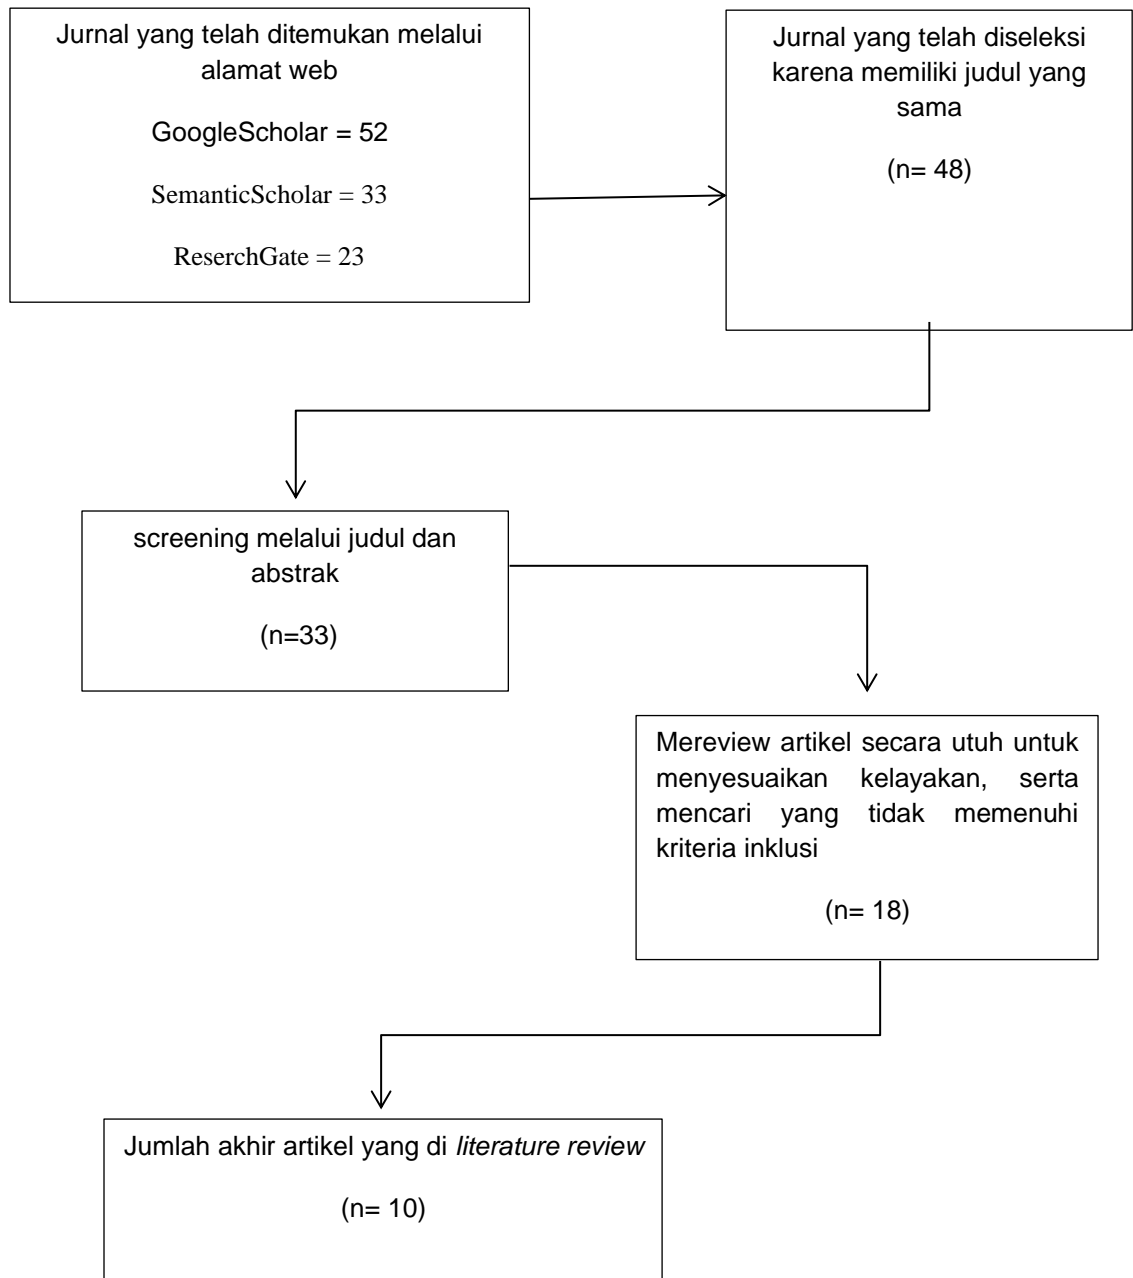 Jurnal yang telah ditemukan melalui
alamat web
GoogleScholar = 52
SemanticScholar = 33
ReserchGate = 23
Jurnal yang telah diseleksi
karena memiliki judul yang
sama
(n= 48)
screening melalui judul dan
abstrak
(n=33)
Mereview artikel secara utuh untuk
menyesuaikan kelayakan, serta
mencari yang tidak memenuhi
kriteria inklusi
(n= 18)
Jumlah akhir artikel yang di literature review
(n= 10)